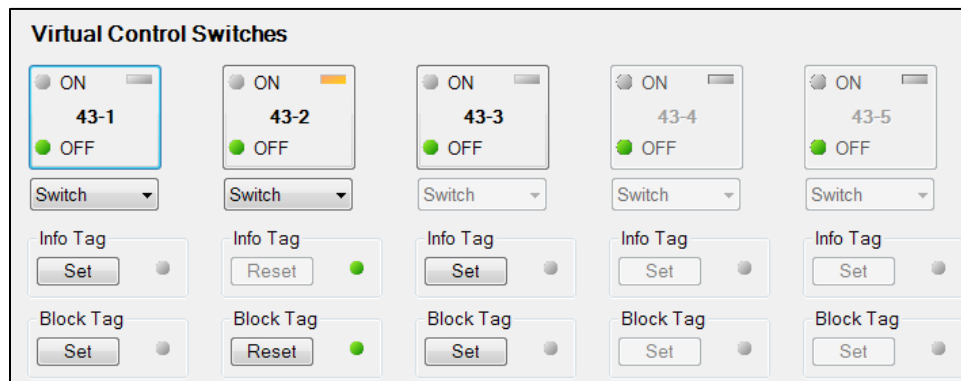 Virtual Control Switches
ON ON ON ON ON
43-1 43-2 43-3 43-4 43-5
OFF OFF OFF OFF OFF
Switch Switch Switch Switch Switch
Info Tag Info Tag Info Tag Info Tag Info Tag
Set Reset Set Set Set
Block Tag Block Tag Block Tag Block Tag Block Tag
Set Reset Set Set Set